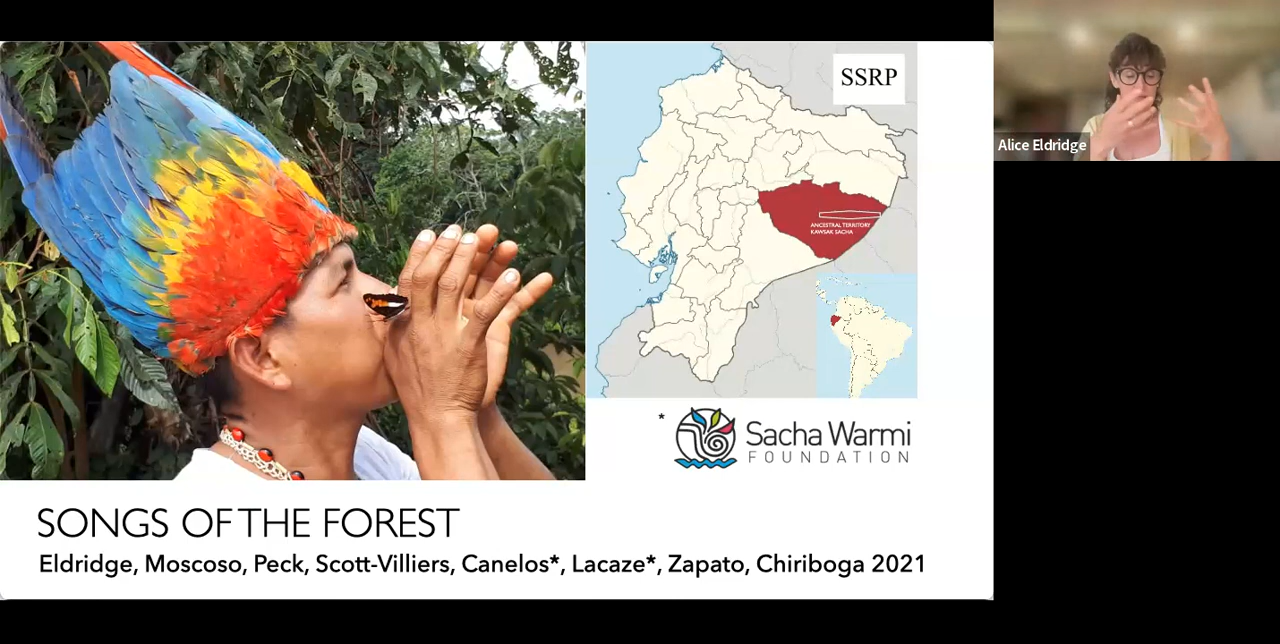 SSRP
Alice Eldridge
ANCESTRAL TERRITORY
KAWSAK SACHA
*
Sacha Warmi
FOUNDATION
SONGS OF THE FOREST
Eldridge, Moscoso, Peck, Scott-Villiers, Canelos*, Lacaze*, Zapato, Chiriboga 2021